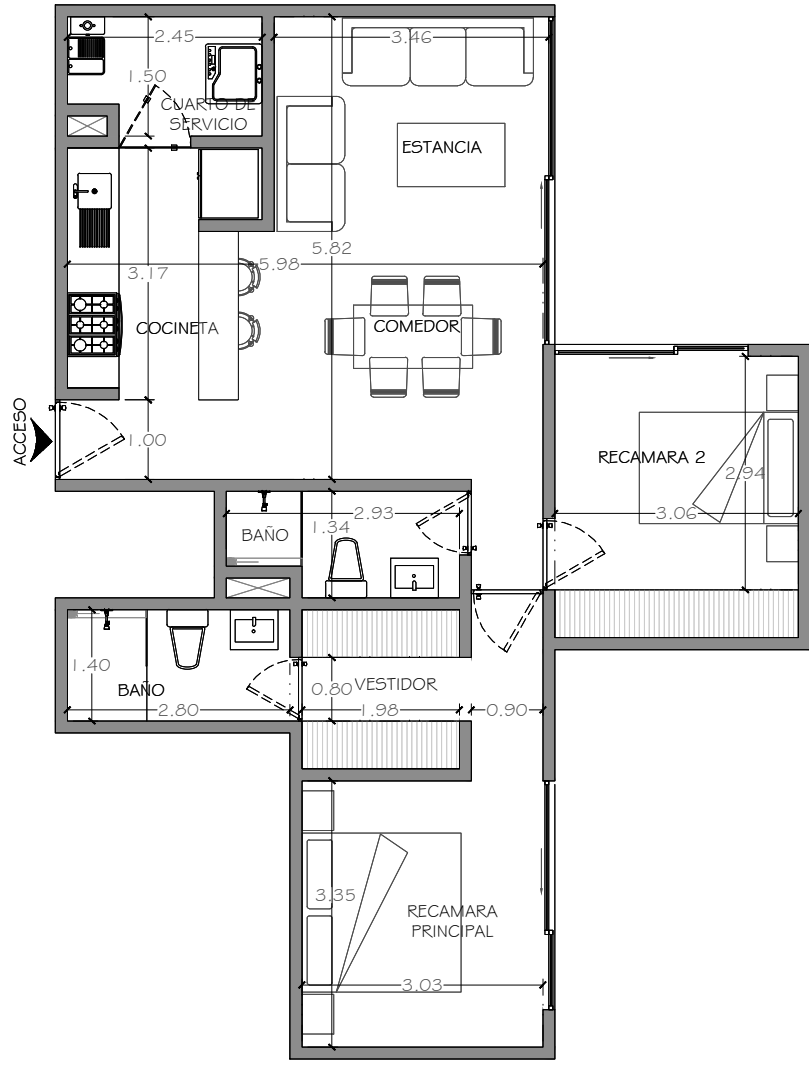 2.45
3.46
1.50
CUARTO DE
SERVICIO
ESTANCIA
5.82
5.98
3.17
COCINETA
COMEDOR
ACCESO
1.00
RECAMARA 2
2.94
3.06
2.93
1.34
BAÑO
1.40
BAÑO
0.80
VESTIDOR
2.80
1.98
0.90
3.35
RECAMARA
PRINCIPAL
3.03